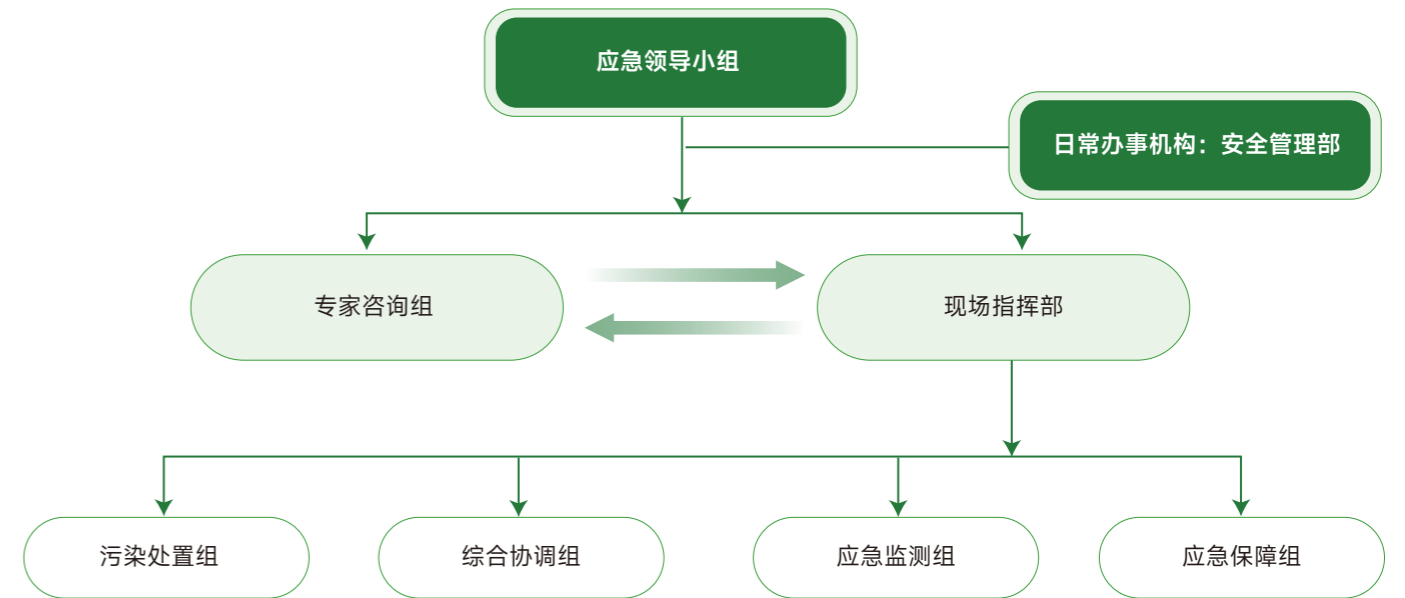 应急领导小组
日常办事机构：安全管理部
专家咨询组
现场指挥部
污染处置组
综合协调组
应急监测组
应急保障组